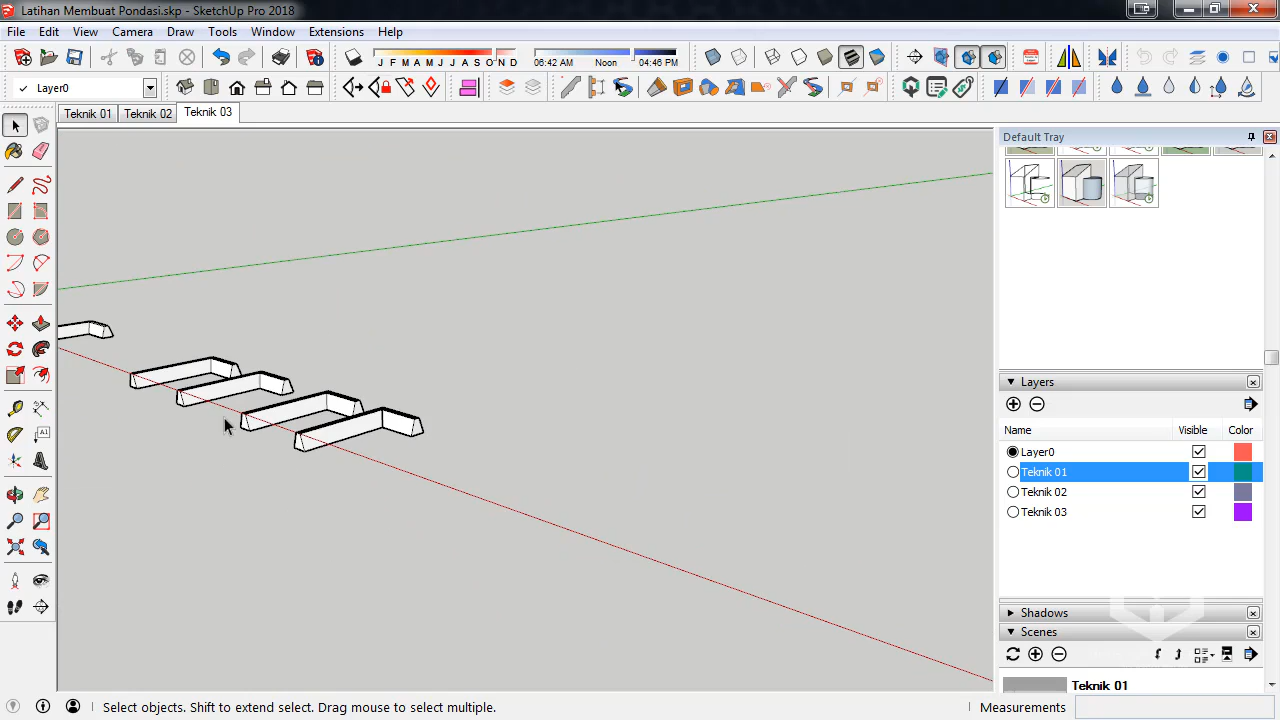 Latihan Membuat Pondasi.skp - SketchUp Pro 2018
File Edit View Camera Draw Tools Window Extensions Help
J F M A M J J A S O N D
06:42 AM Noon 04:46 PM
Layer0
Teknik 01 Teknik 02 Teknik 03
Default Tray
Layers
Name Visible Color
Layer0
Teknik 01
Teknik 02
Teknik 03
Shadows
Scenes
Teknik 01
Select objects. Shift to extend select. Drag mouse to select multiple.
Measurements